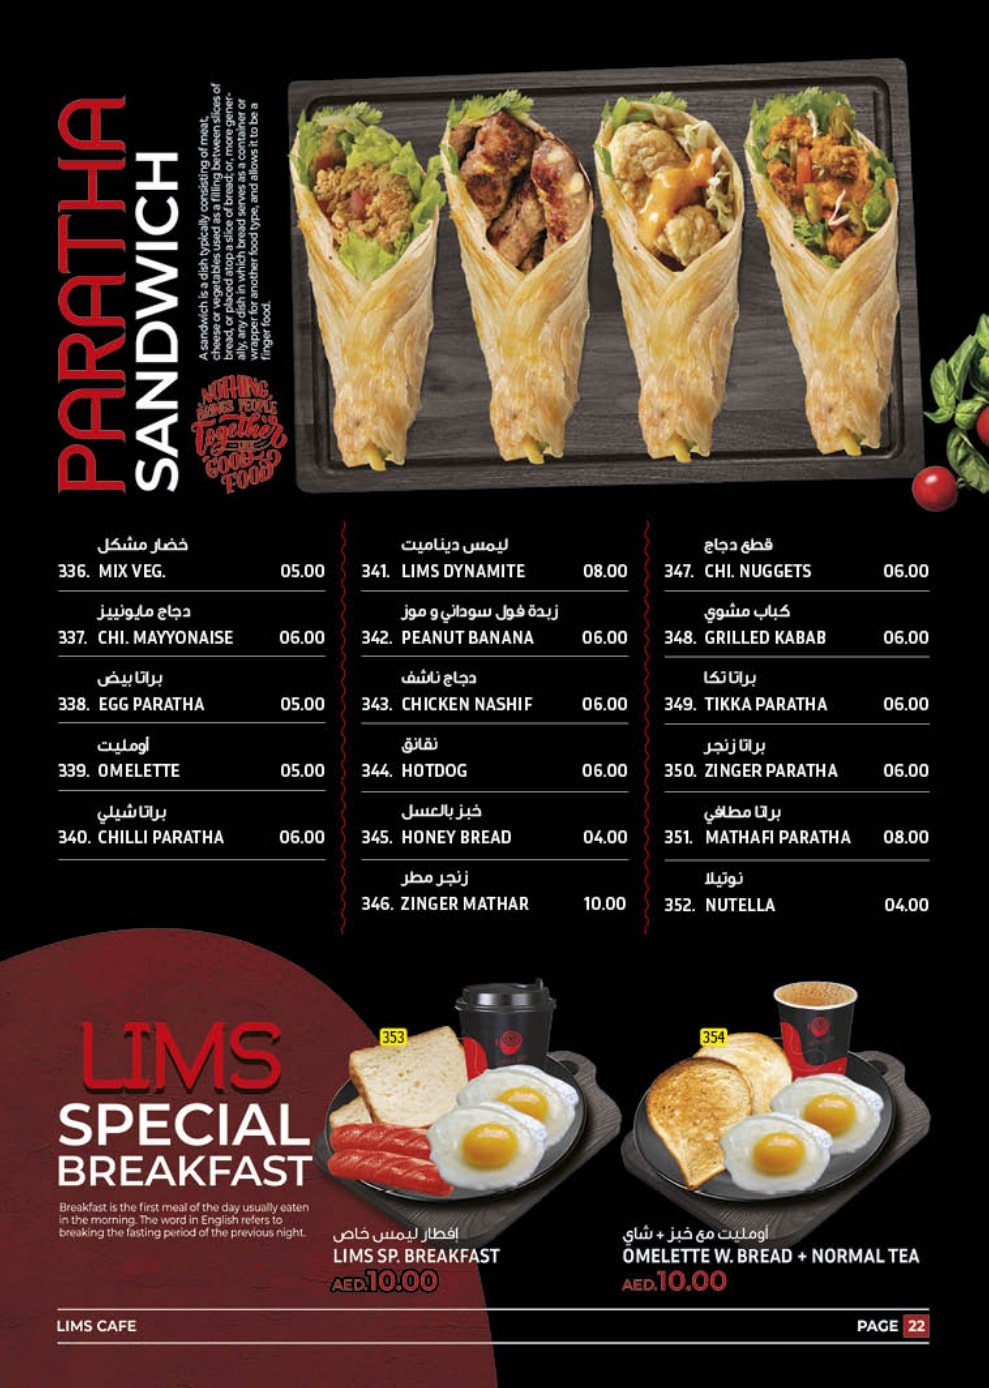 PARATHA
SANDWICH
A sandwich is a dish typically consisting of meat,
cheese or vegetables used as a filling between slices of
bread, or placed atop a slice of bread; or, more gener-
ally, any dish in which bread serves as a container or
wrapper for another food type, and allows it to be a
finger food.
NOTHING
BRINGS PEOPLE
Together
LIKE
GOOD
FOOD
خضار مشكل
336. MIX VEG. 05.00
دجاج مايونييز
337. CHI. MAYYONAISE 06.00
براتا بيض
338. EGG PARATHA 05.00
أومليت
339. OMELETTE 05.00
براتا شيلي
340. CHILLI PARATHA 06.00
ليمس ديناميت
341. LIMS DYNAMITE 08.00
زبدة فول سوداني و موز
342. PEANUT BANANA 06.00
دجاج ناشف
343. CHICKEN NASHIF 06.00
نقانق
344. HOTDOG 06.00
خبز بالعسل
345. HONEY BREAD 04.00
زنجر مطر
346. ZINGER MATHAR 10.00
قطع دجاج
347. CHI. NUGGETS 06.00
كباب مشوي
348. GRILLED KABAB 06.00
براتا تكا
349. TIKKA PARATHA 06.00
براتا زنجر
350. ZINGER PARATHA 06.00
براتا مطافي
351. MATHAFI PARATHA 08.00
نوتيلا
352. NUTELLA 04.00
LIMS
SPECIAL
BREAKFAST
Breakfast is the first meal of the day usually eaten
in the morning. The word in English refers to
breaking the fasting period of the previous night.
353
إفطار ليمس خاص
LIMS SP. BREAKFAST
AED.10.00
354
أومليت مع خبز + شاي
OMELETTE W. BREAD + NORMAL TEA
AED.10.00
LIMS CAFE
PAGE 22